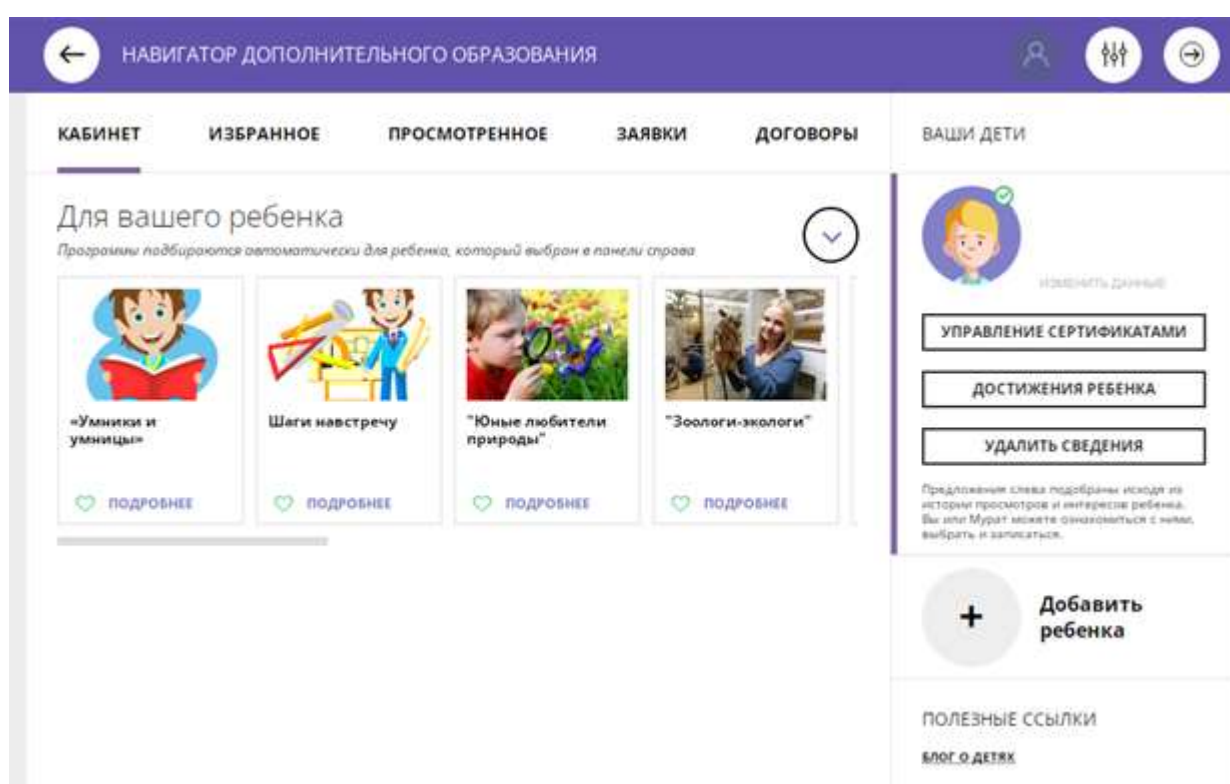 НАВИГАТОР ДОПОЛНИТЕЛЬНОГО ОБРАЗОВАНИЯ
КАБИНЕТ ИЗБРАННОЕ ПРОСМОТРЕННОЕ ЗАЯВКИ ДОГОВОРЫ
Для вашего ребенка
Программы подбираются автоматически для ребенка, который выбран в панели справа
«Умники и
умницы»
ПОДРОБНЕЕ
Шаги навстречу
ПОДРОБНЕЕ
"Юные любители
природы"
ПОДРОБНЕЕ
"Зоологи-экологи"
ПОДРОБНЕЕ
ВАШИ ДЕТИ
ИЗМЕНИТЬ ДАННЫЕ
УПРАВЛЕНИЕ СЕРТИФИКАТАМИ
ДОСТИЖЕНИЯ РЕБЕНКА
УДАЛИТЬ СВЕДЕНИЯ
Предложения слева подобраны исходя из
истории просмотров и интересов ребенка.
Вы или Мурат можете ознакомиться с ними,
выбрать и записаться.
Добавить
ребенка
ПОЛЕЗНЫЕ ССЫЛКИ
БЛОГ О ДЕТЯХ